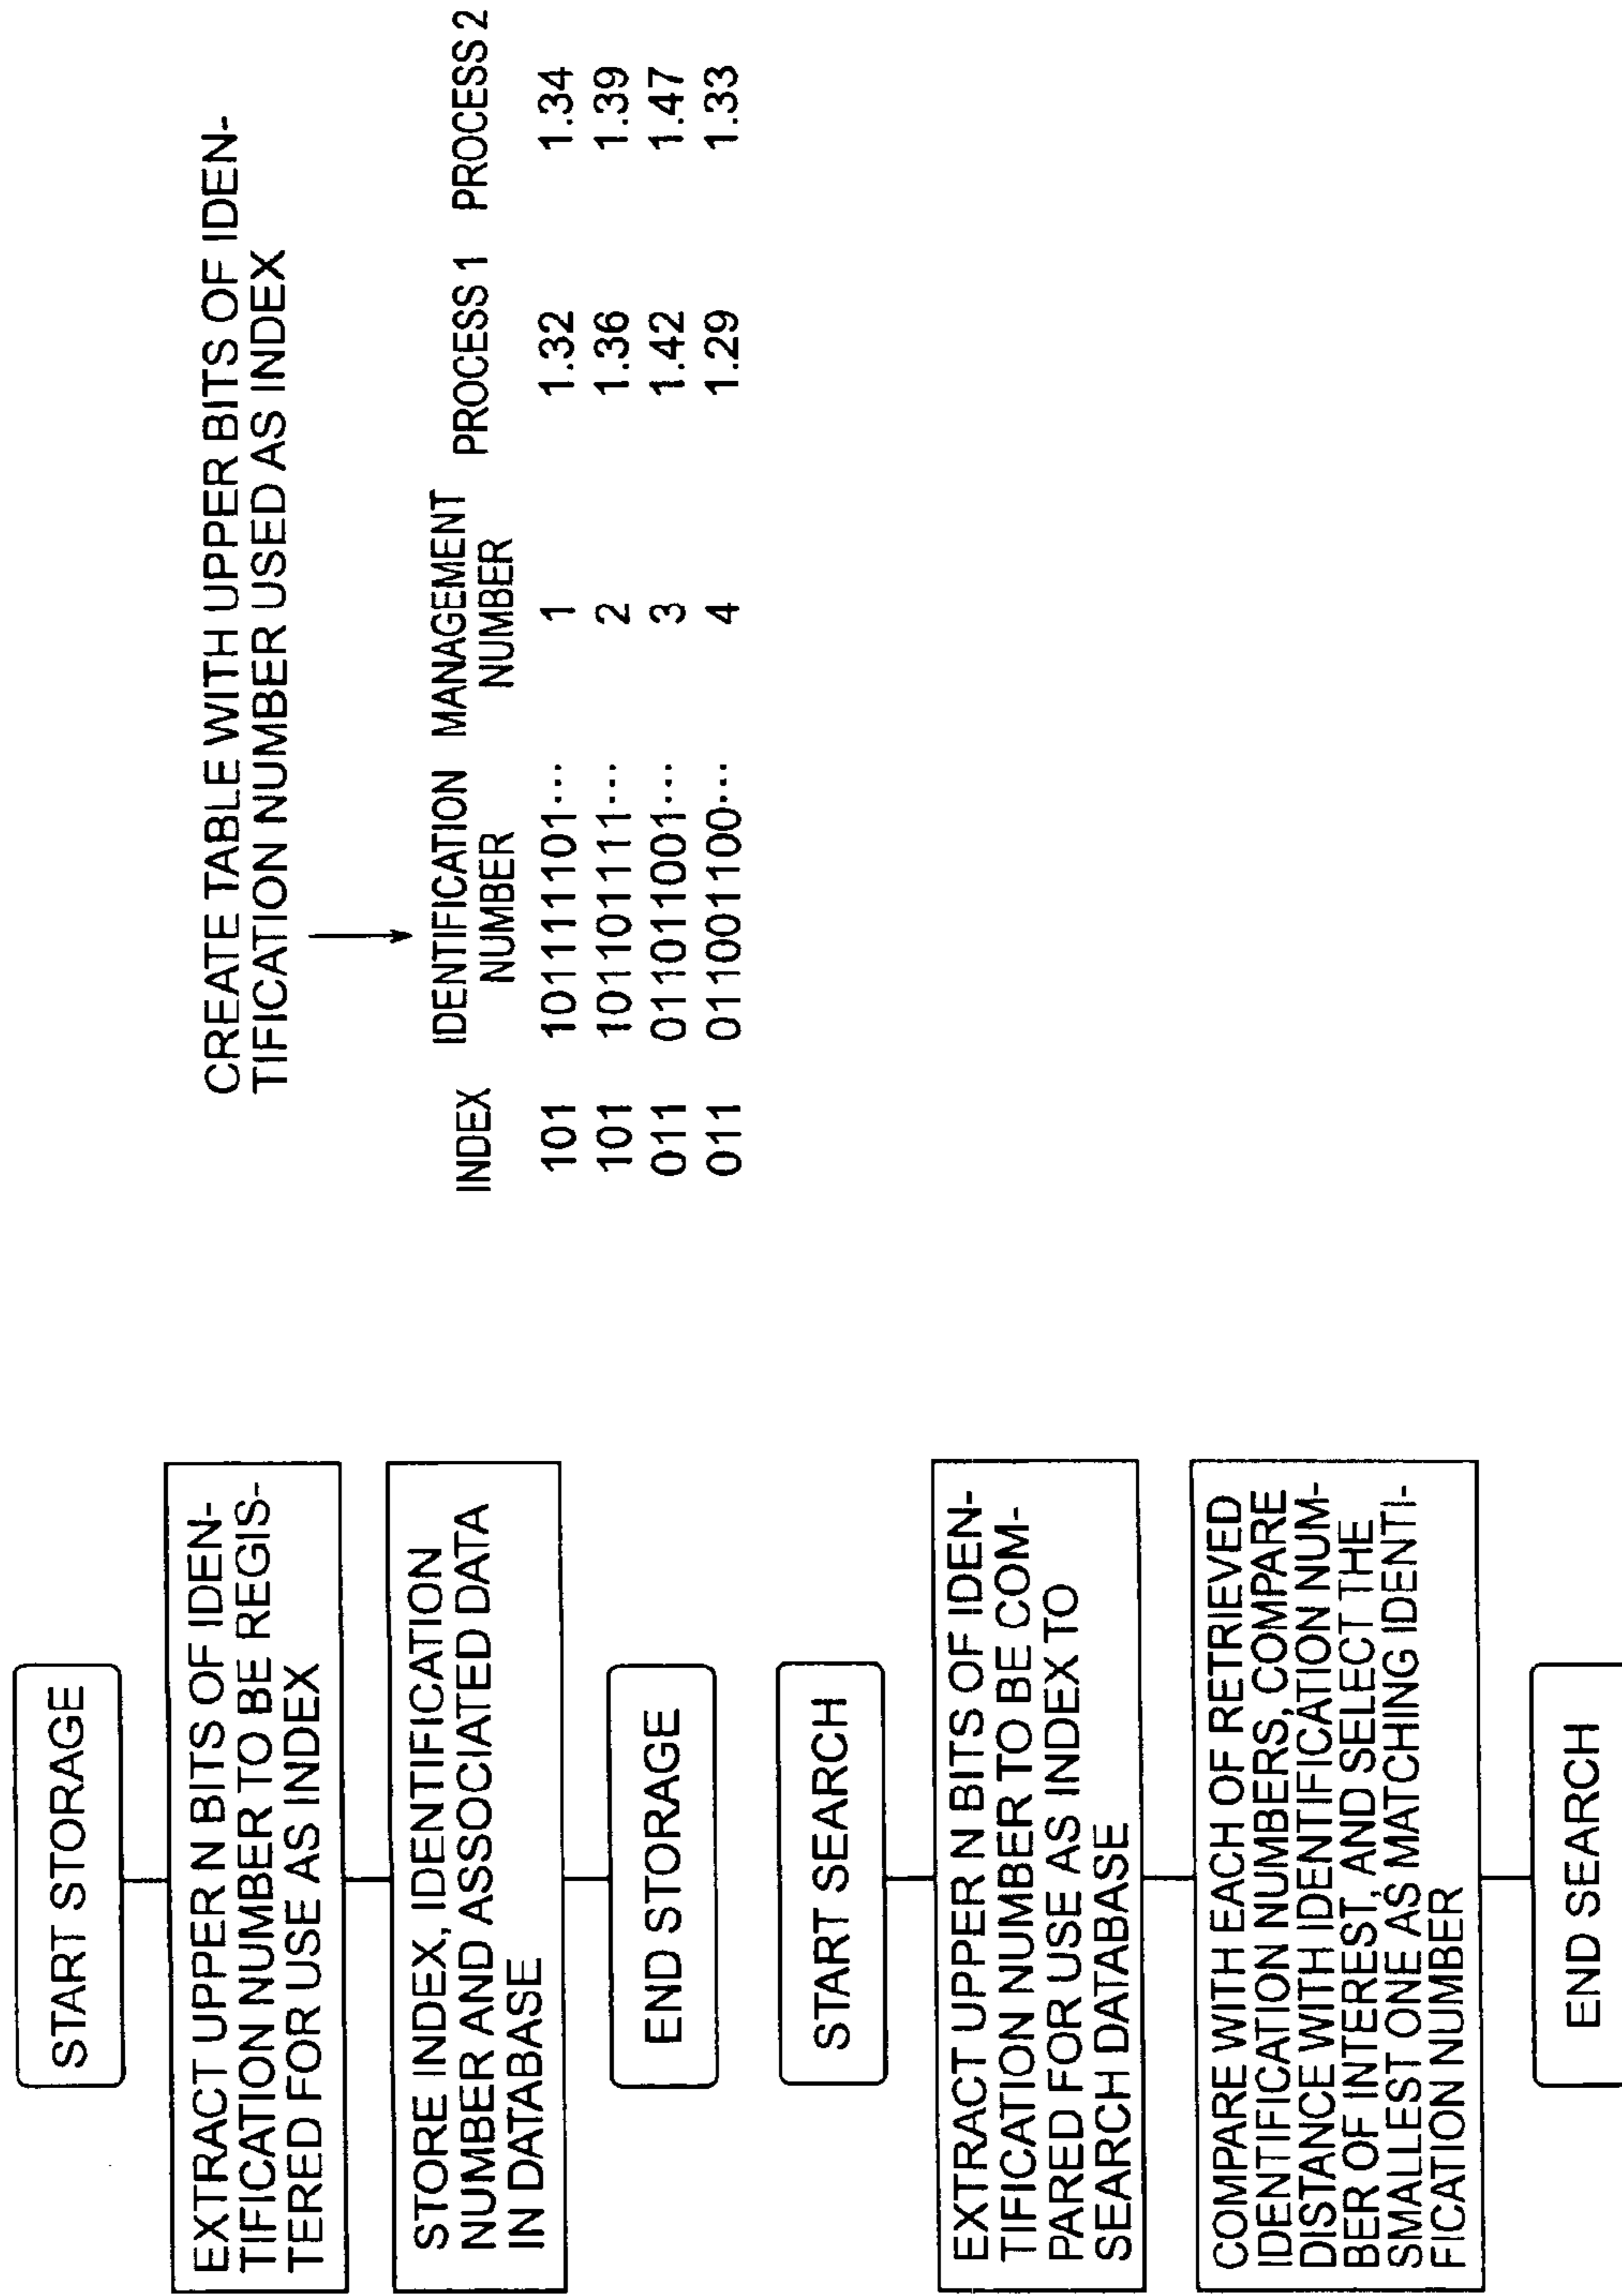 START STORAGE
EXTRACT UPPER N BITS OF IDEN-
TIFICATION NUMBER TO BE REGIS-
TERED FOR USE AS INDEX
STORE INDEX, IDENTIFICATION
NUMBER AND ASSOCIATED DATA
IN DATABASE
END STORAGE
START SEARCH
EXTRACT UPPER N BITS OF IDEN-
TIFICATION NUMBER TO BE COM-
PARED FOR USE AS INDEX TO
SEARCH DATABASE
COMPARE WITH EACH OF RETRIEVED
IDENTIFICATION NUMBERS, COMPARE
DISTANCE WITH IDENTIFICATION NUM-
BER OF INTEREST, AND SELECT THE
SMALLEST ONE AS MATCHING IDENTI-
FICATION NUMBER
END SEARCH
CREATE TABLE WITH UPPER BITS OF IDEN-
TIFICATION NUMBER USED AS INDEX
INDEX IDENTIFICATION MANAGEMENT PROCESS 1 PROCESS 2
NUMBER NUMBER
101 1011111101... 1 1.32 1.34
101 1011101111... 2 1.36 1.39
011 0110111001... 3 1.42 1.47
011 0110001100... 4 1.29 1.33